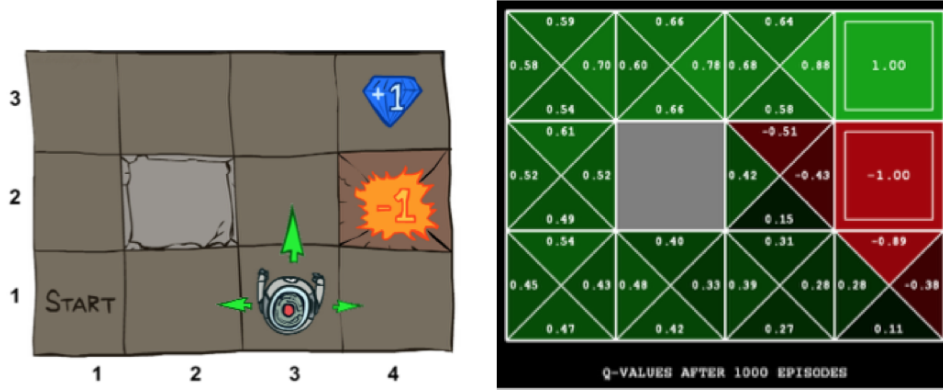 3 +1
2 -1
1 START
1 2 3 4
0.59 0.66 0.64
0.58 0.70 0.60 0.78 0.68 0.88 1.00
0.54 0.66 0.58
0.61 -0.51
0.52 0.52 0.42 -0.43 -1.00
0.49 0.15
0.54 0.40 0.31 -0.89
0.45 0.43 0.48 0.33 0.39 0.28 0.28 -0.38
0.47 0.42 0.27 0.11
Q-VALUES AFTER 1000 EPISODES